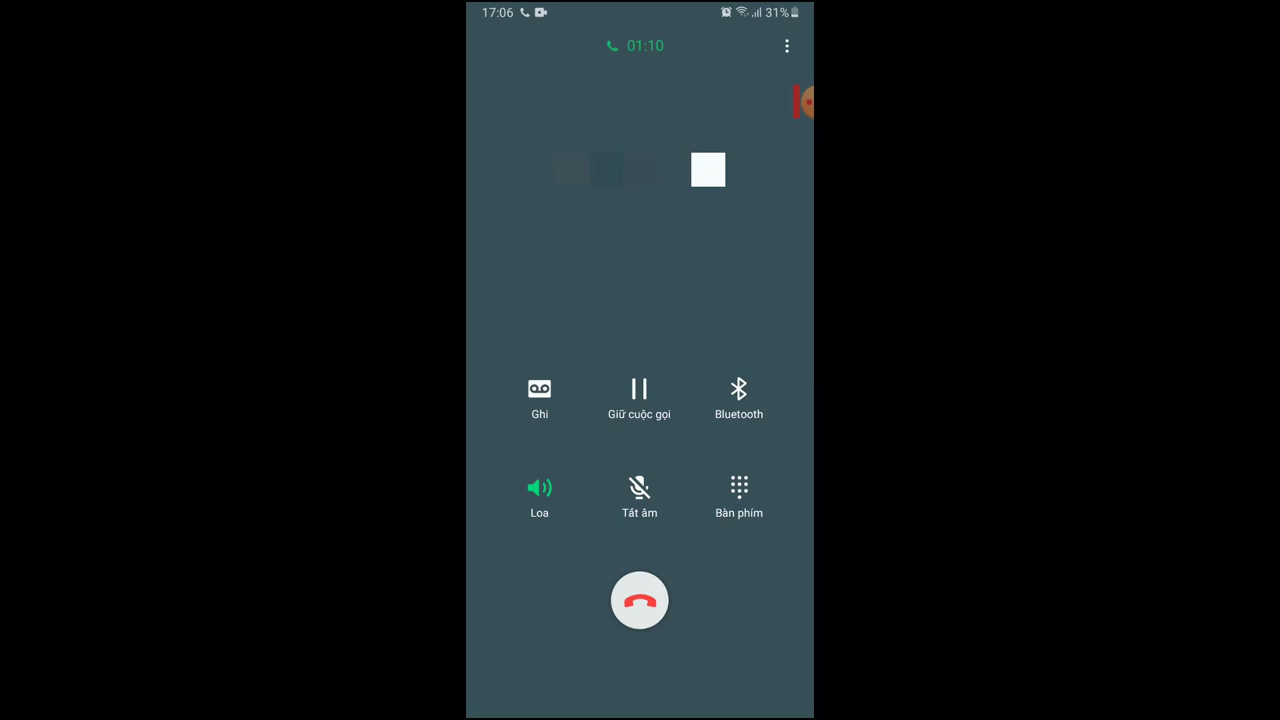 17:06 31%
01:10
Ghi Giữ cuộc gọi Bluetooth
Loa Tắt âm Bàn phím